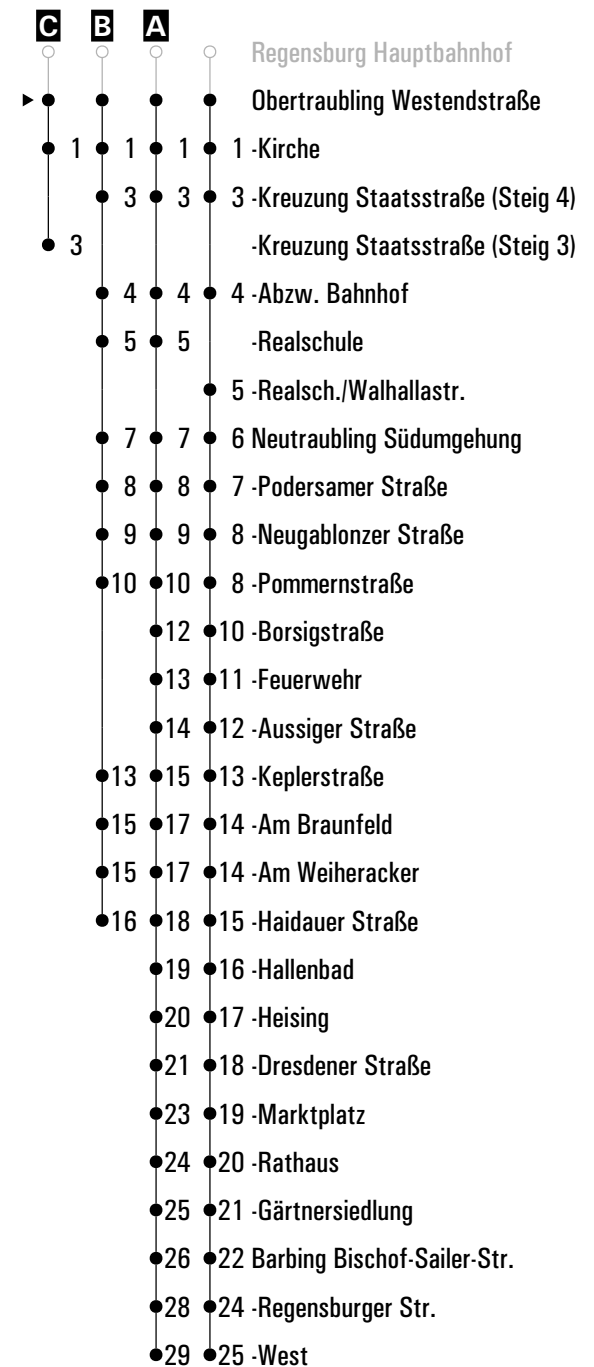 C B A
Regensburg Hauptbahnhof
Obertraubling Westendstraße
1 1 1 1 -Kirche
3 3 3 -Kreuzung Staatsstraße (Steig 4)
3 -Kreuzung Staatsstraße (Steig 3)
4 4 4 -Abzw. Bahnhof
5 5 -Realschule
5 -Realsch./Walhallastr.
7 7 6 Neutraubling Südumgehung
8 8 7 -Podersamer Straße
9 9 8 -Neugablonzer Straße
10 10 8 -Pommernstraße
12 10 -Borsigstraße
13 11 -Feuerwehr
14 12 -Aussiger Straße
13 15 13 -Keplerstraße
15 17 14 -Am Braunfeld
15 17 14 -Am Weiheracker
16 18 15 -Haidauer Straße
19 16 -Hallenbad
20 17 -Heising
21 18 -Dresdener Straße
23 19 -Marktplatz
24 20 -Rathaus
25 21 -Gärtnersiedlung
26 22 Barbing Bischof-Sailer-Str.
28 24 -Regensburger Str.
29 25 -West